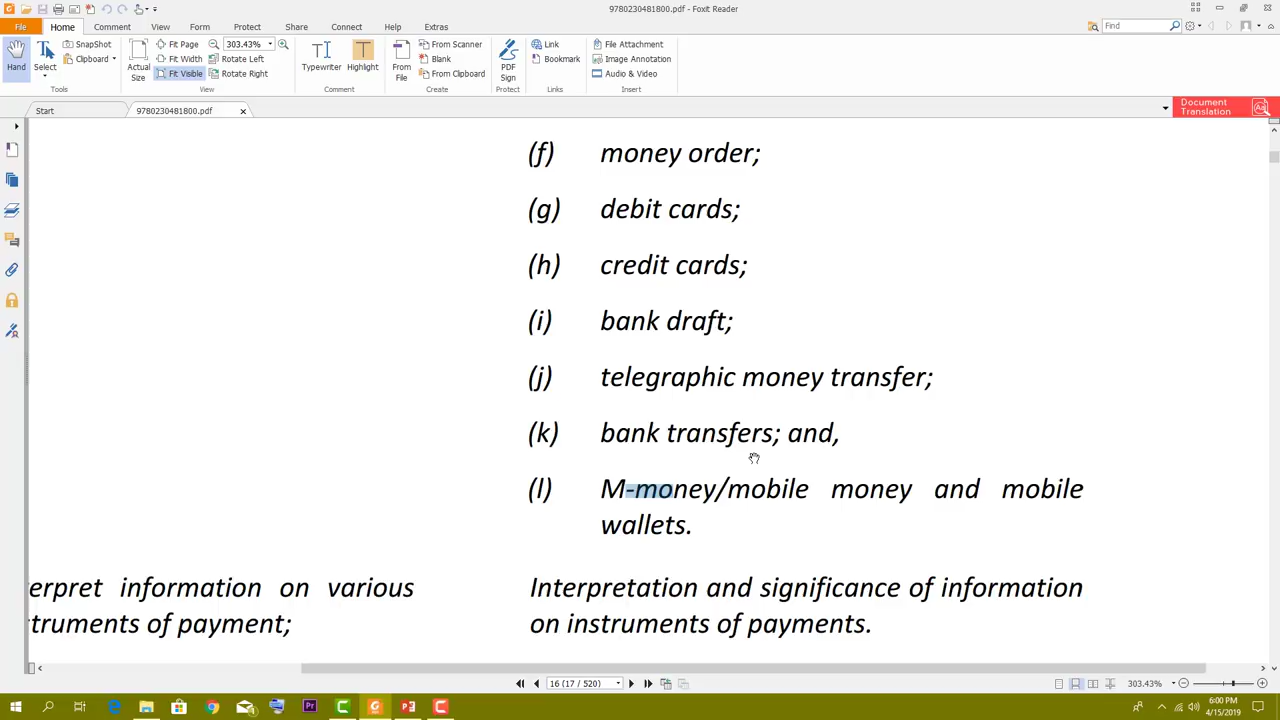 9780230481800.pdf - Foxit Reader
File Home Comment View Form Protect Share Connect Help Extras Find
Hand Select SnapShot Clipboard Tools
Actual Size Fit Page Fit Width Fit Visible 303.43% Rotate Left Rotate Right View
Typewriter Highlight Comment
From File From Scanner Blank From Clipboard Create
PDF Sign Protect
Link Bookmark Links
File Attachment Image Annotation Audio & Video Insert
Start 9780230481800.pdf Document Translation
(f) money order;
(g) debit cards;
(h) credit cards;
(i) bank draft;
(j) telegraphic money transfer;
(k) bank transfers; and,
(l) M-money/mobile money and mobile
wallets.
erpret information on various
truments of payment;
Interpretation and significance of information
on instruments of payments.
16 (17 / 520) 303.43%
6:00 PM
4/15/2019